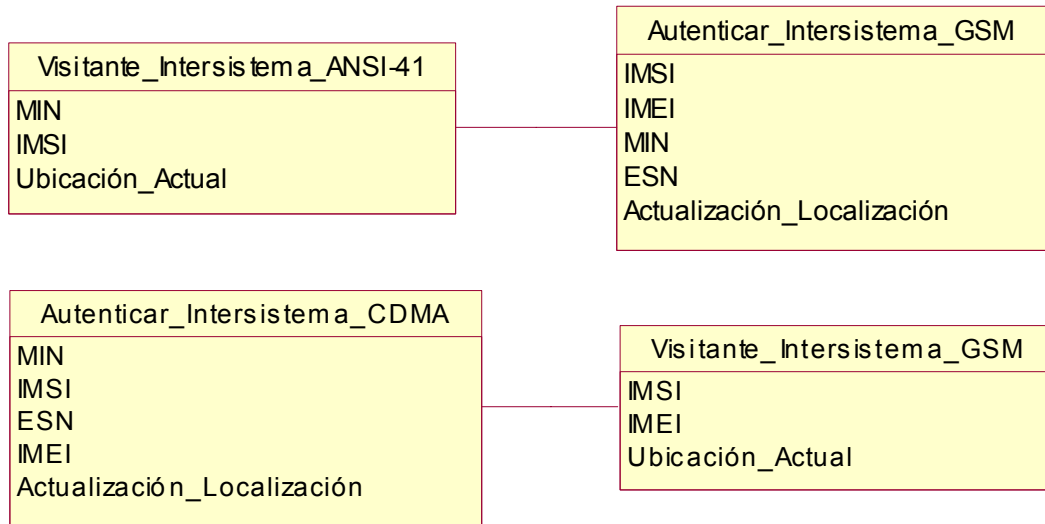 Visitante_Intersistema_ANSI-41
MIN
IMSI
Ubicación_Actual
Autenticar_Intersistema_GSM
IMSI
IMEI
MIN
ESN
Actualización_Localización
Autenticar_Intersistema_CDMA
MIN
IMSI
ESN
IMEI
Actualización_Localización
Visitante_Intersistema_GSM
IMSI
IMEI
Ubicación_Actual